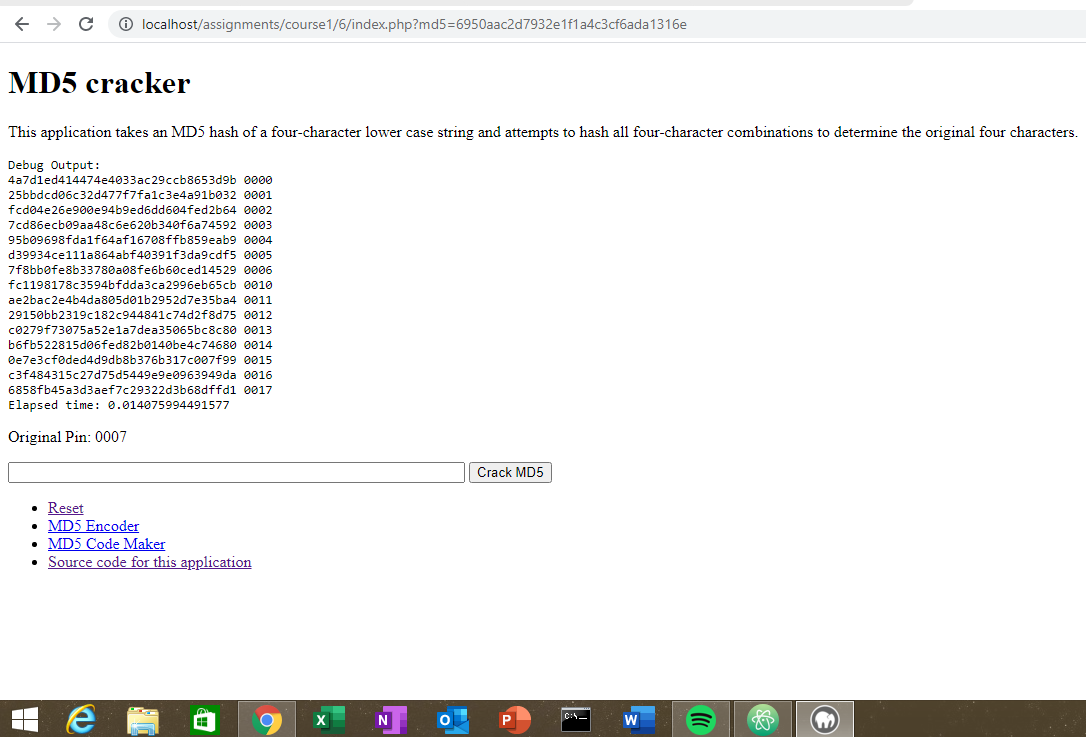 localhost/assignments/course1/6/index.php?md5=6950aac2d7932e1f1a4c3cf6ada1316e
MD5 cracker
This application takes an MD5 hash of a four-character lower case string and attempts to hash all four-character combinations to determine the original four characters.
Debug Output:
4a7d1ed414474e4033ac29ccb8653d9b 0000
25bbdcd06c32d477f7fa1c3e4a91b032 0001
fcd04e26e900e94b9ed6dd604fed2b64 0002
7cd86ecb09aa48c6e620b340f6a74592 0003
95b09698fda1f64af16708ffb859eab9 0004
d39934ce111a864abf40391f3da9cdf5 0005
7f8bb0fe8b33780a08fe6b60ced14529 0006
fc1198178c3594bfdda3ca2996eb65cb 0010
ae2bac2e4b4da805d01b2952d7e35ba4 0011
29150bb2319c182c944841c74d2f8d75 0012
c0279f73075a52e1a7dea35065bc8c80 0013
b6fb522815d06fed82b0140be4c74680 0014
0e7e3cf0ded4d9db8b376b317c007f99 0015
c3f484315c27d75d5449e9e0963949da 0016
6858fb45a3d3aef7c29322d3b68dffd1 0017
Elapsed time: 0.014075994491577
Original Pin: 0007
Crack MD5
Reset
MD5 Encoder
MD5 Code Maker
Source code for this application